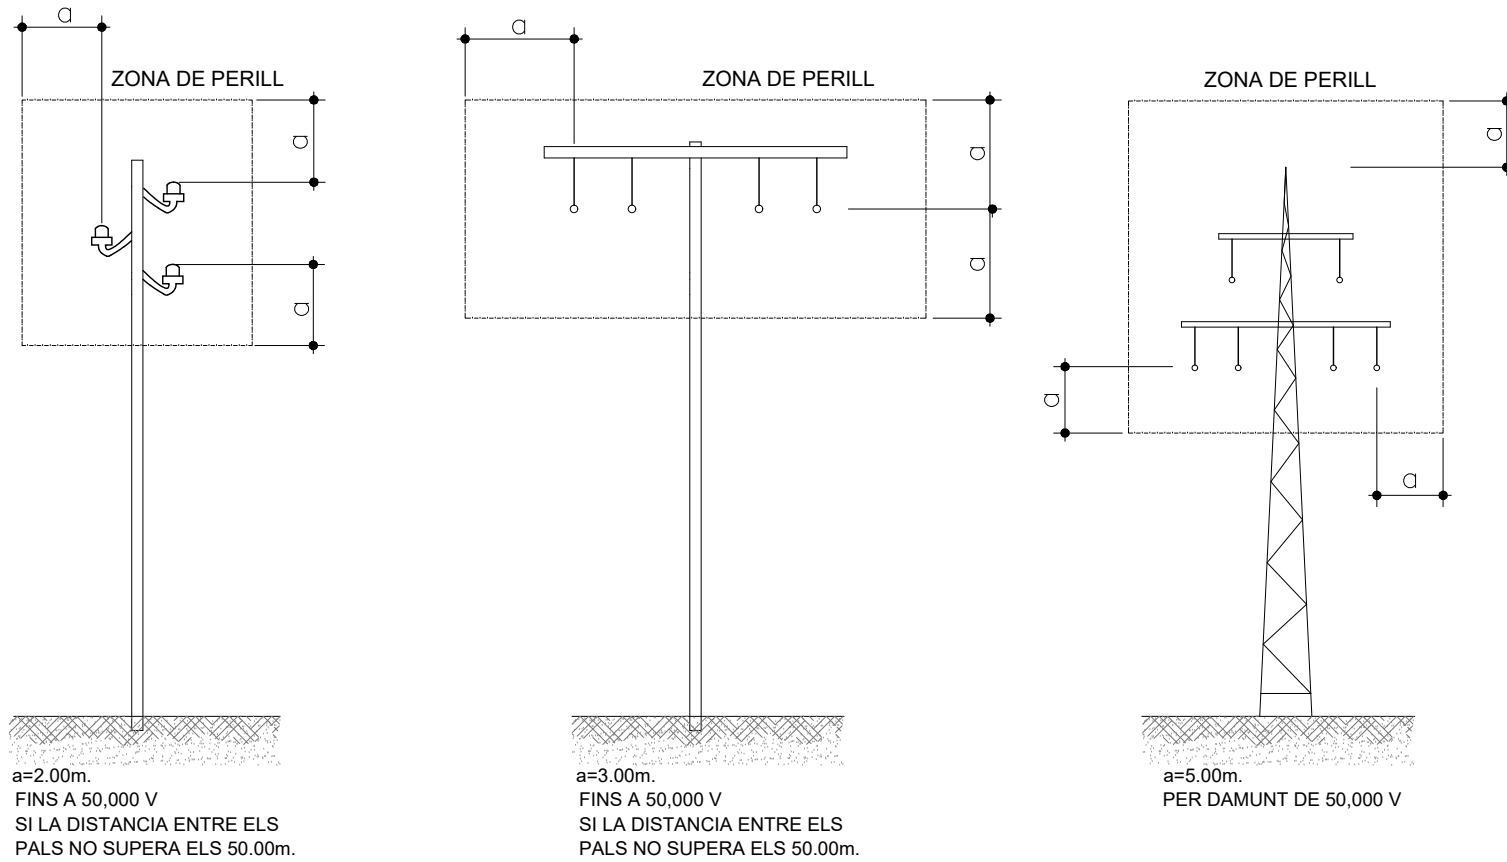 a
ZONA DE PERILL
a
a
a=2.00m.
FINS A 50,000 V
SI LA DISTANCIA ENTRE ELS
PALS NO SUPERA ELS 50.00m.
a
ZONA DE PERILL
a
a
a=3.00m.
FINS A 50,000 V
SI LA DISTANCIA ENTRE ELS
PALS NO SUPERA ELS 50.00m.
ZONA DE PERILL
a
a
a
a=5.00m.
PER DAMUNT DE 50,000 V